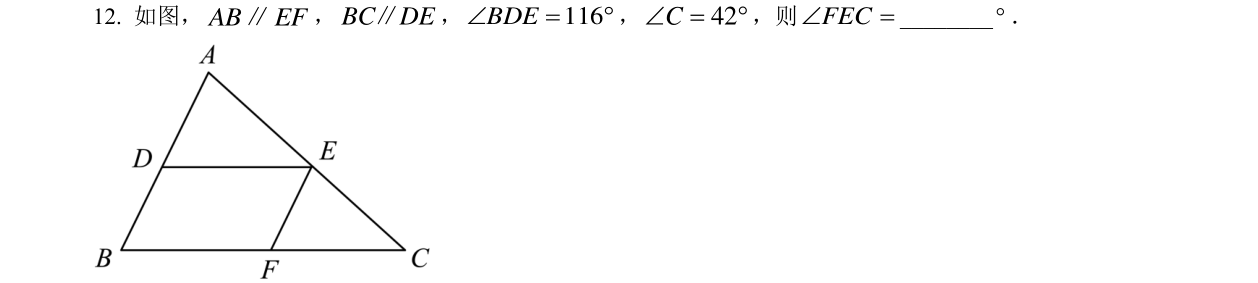 12. 如图，AB∥EF，BC∥DE，∠BDE=116°，∠C=42°，则∠FEC=________°．
A
D
E
B
F
C